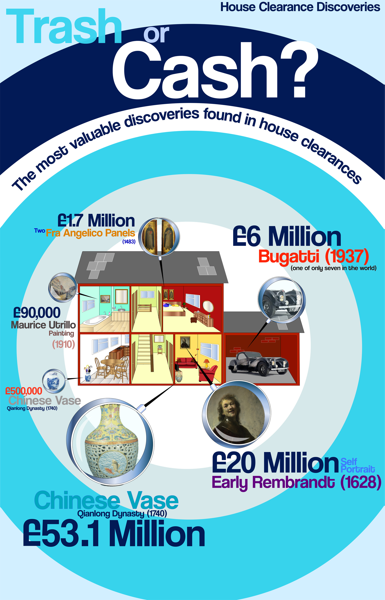 House Clearance Discoveries
Trash or
Cash?
The most valuable discoveries found in house clearances
£1.7 Million
Two Fra Angelico Panels
(1483)
£6 Million
Bugatti (1937)
(one of only seven in the world)
£90,000
Maurice Utrillo
Painting
(1910)
£500,000
Chinese Vase
Qianlong Dynasty (1740)
£20 Million Self
Portrait
Early Rembrandt (1628)
Chinese Vase
Qianlong Dynasty (1740)
£53.1 Million